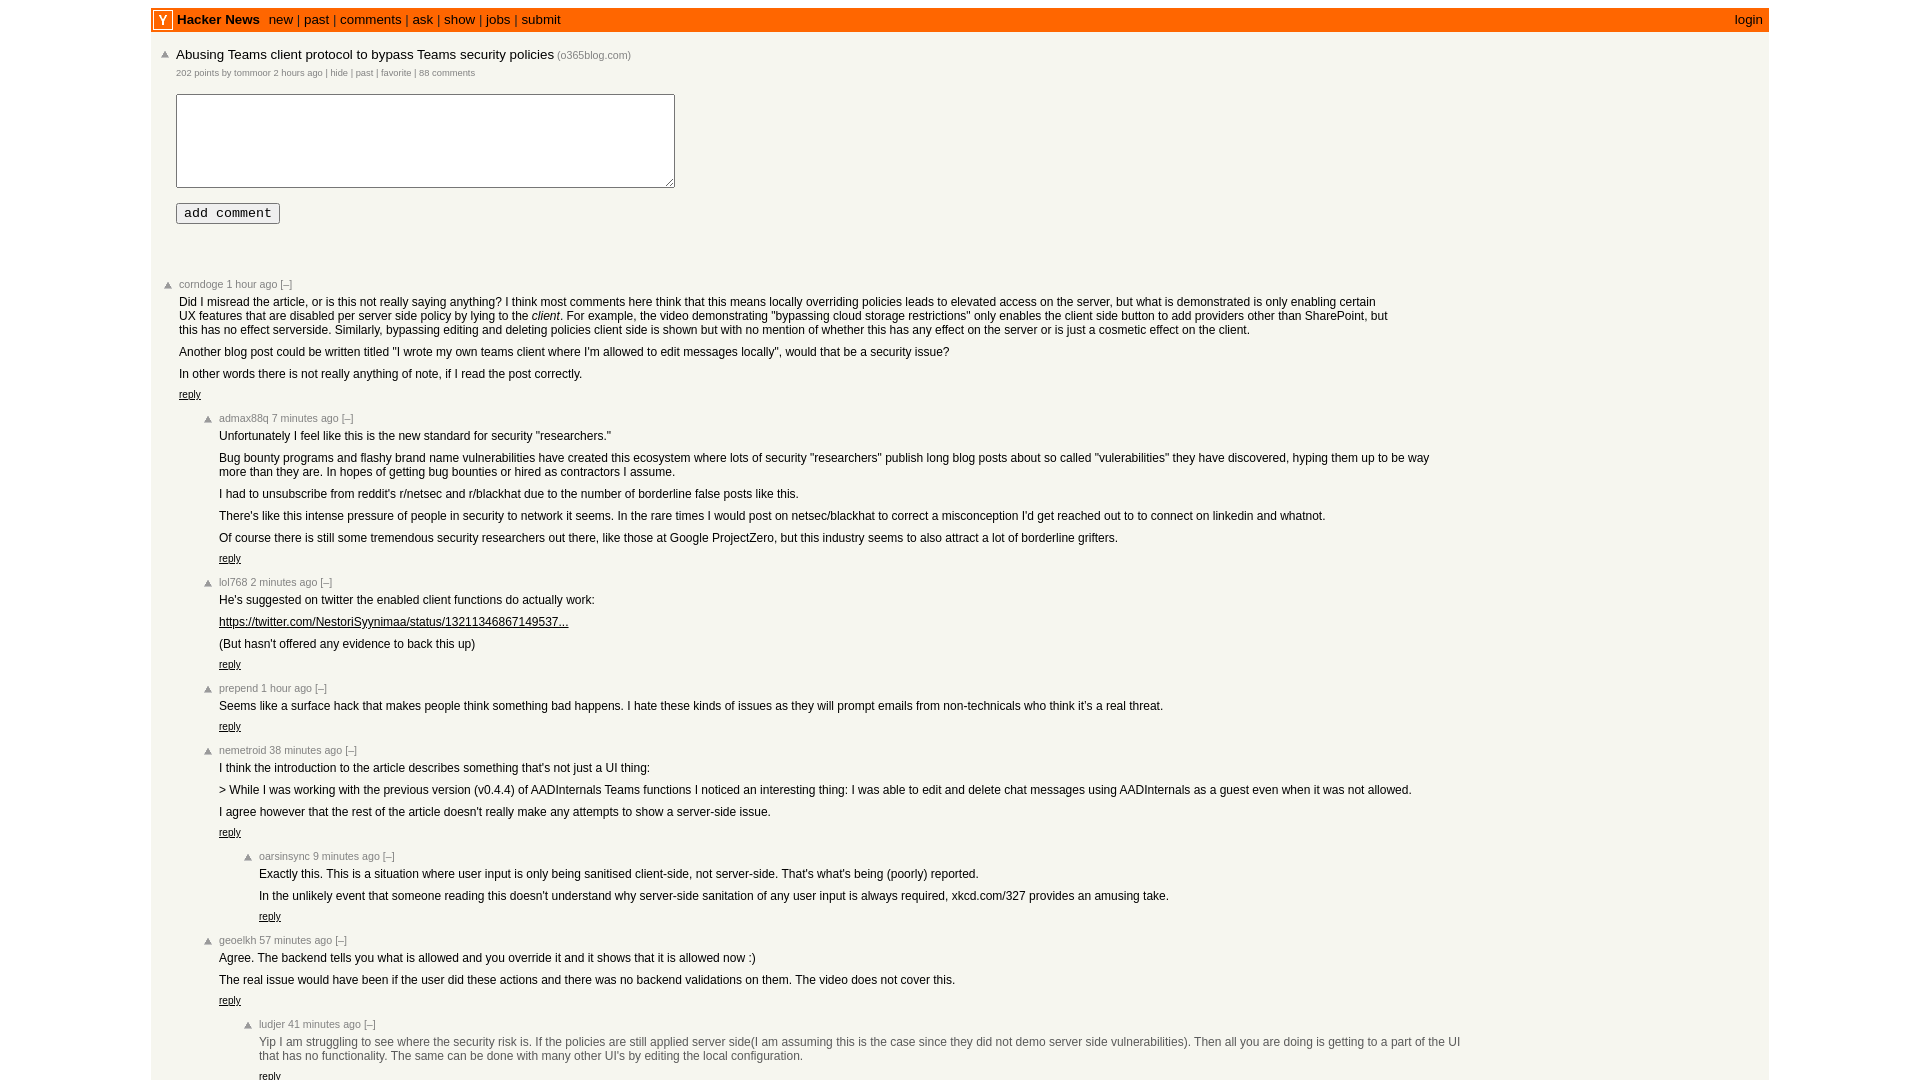 Y Hacker News new | past | comments | ask | show | jobs | submit login
Abusing Teams client protocol to bypass Teams security policies (o365blog.com)
202 points by tommoor 2 hours ago | hide | past | favorite | 88 comments
add comment
corndoge 1 hour ago [–]
Did I misread the article, or is this not really saying anything? I think most comments here think that this means locally overriding policies leads to elevated access on the server, but what is demonstrated is only enabling certain
UX features that are disabled per server side policy by lying to the client. For example, the video demonstrating "bypassing cloud storage restrictions" only enables the client side button to add providers other than SharePoint, but
this has no effect serverside. Similarly, bypassing editing and deleting policies client side is shown but with no mention of whether this has any effect on the server or is just a cosmetic effect on the client.
Another blog post could be written titled "I wrote my own teams client where I'm allowed to edit messages locally", would that be a security issue?
In other words there is not really anything of note, if I read the post correctly.
reply
admax88q 7 minutes ago [–]
Unfortunately I feel like this is the new standard for security "researchers."
Bug bounty programs and flashy brand name vulnerabilities have created this ecosystem where lots of security "researchers" publish long blog posts about so called "vulerabilities" they have discovered, hyping them up to be way
more than they are. In hopes of getting bug bounties or hired as contractors I assume.
I had to unsubscribe from reddit's r/netsec and r/blackhat due to the number of borderline false posts like this.
There's like this intense pressure of people in security to network it seems. In the rare times I would post on netsec/blackhat to correct a misconception I'd get reached out to to connect on linkedin and whatnot.
Of course there is still some tremendous security researchers out there, like those at Google ProjectZero, but this industry seems to also attract a lot of borderline grifters.
reply
lol768 2 minutes ago [–]
He's suggested on twitter the enabled client functions do actually work:
https://twitter.com/NestoriSyynimaa/status/13211346867149537...
(But hasn't offered any evidence to back this up)
reply
prepend 1 hour ago [–]
Seems like a surface hack that makes people think something bad happens. I hate these kinds of issues as they will prompt emails from non-technicals who think it's a real threat.
reply
nemetroid 38 minutes ago [–]
I think the introduction to the article describes something that's not just a UI thing:
> While I was working with the previous version (v0.4.4) of AADInternals Teams functions I noticed an interesting thing: I was able to edit and delete chat messages using AADInternals as a guest even when it was not allowed.
I agree however that the rest of the article doesn't really make any attempts to show a server-side issue.
reply
oarsinsync 9 minutes ago [–]
Exactly this. This is a situation where user input is only being sanitised client-side, not server-side. That's what's being (poorly) reported.
In the unlikely event that someone reading this doesn't understand why server-side sanitation of any user input is always required, xkcd.com/327 provides an amusing take.
reply
geoelkh 57 minutes ago [–]
Agree. The backend tells you what is allowed and you override it and it shows that it is allowed now :)
The real issue would have been if the user did these actions and there was no backend validations on them. The video does not cover this.
reply
ludjer 41 minutes ago [–]
Yip I am struggling to see where the security risk is. If the policies are still applied server side(I am assuming this is the case since they did not demo server side vulnerabilities). Then all you are doing is getting to a part of the UI
that has no functionality. The same can be done with many other UI's by editing the local configuration.
reply